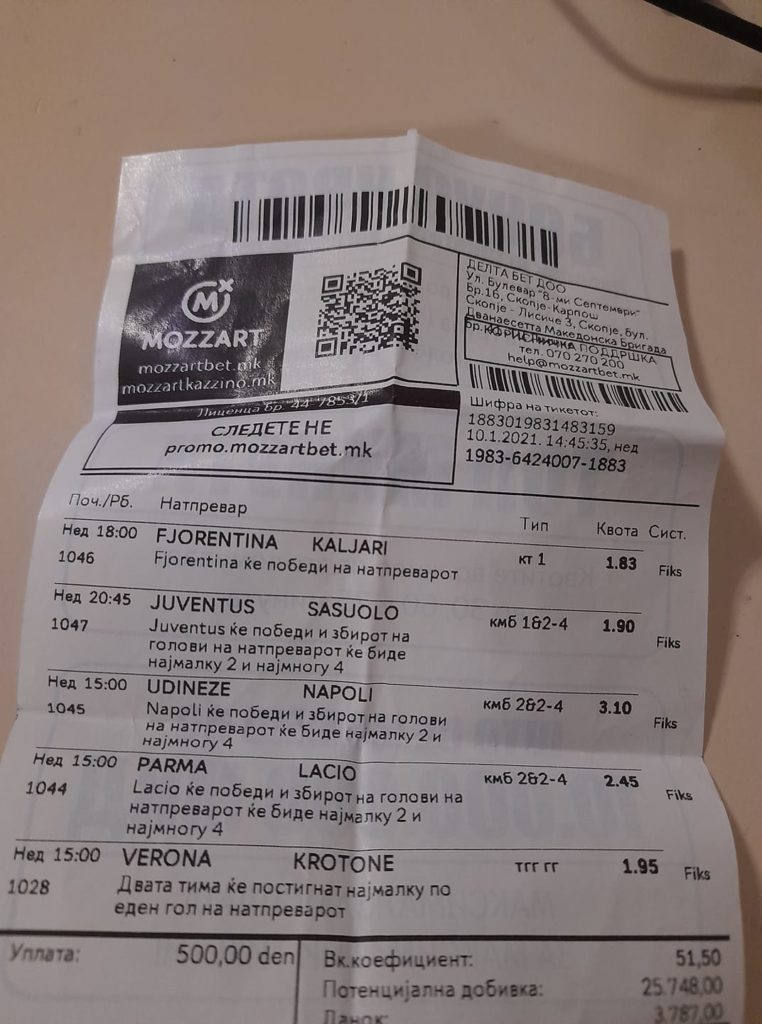 MOZZART
mozzartbet.mk
mozzartkazzino.mk
Лиценца бр. 44-7853/1
СЛЕДЕТЕ НЕ
promo.mozzartbet.mk
ДЕЛТА БЕТ ДОО
Ул. Булевар "8-ми Септември"
Бр.16, Скопје-Карпош
Скопје - Лисиче 3, Скопје, бул.
Дванаесетта Македонска Бригада
бр.
КОРИСНИЧКА ПОДДРШКА
тел. 070 270 200
help@mozzartbet.mk
Шифра на тикетот:
1883019831483159
10.1.2021. 14:45:35, нед
1983-6424007-1883
Поч./Рб. Натпревар Тип Квота Сист.
Нед 18:00 FJORENTINA KALJARI кт 1 1.83 Fiks
1046 Fjorentina ќе победи на натпреварот
Нед 20:45 JUVENTUS SASUOLO кмб 1&2-4 1.90 Fiks
1047 Juventus ќе победи и збирот на
голови на натпреварот ќе биде
најмалку 2 и најмногу 4
Нед 15:00 UDINEZE NAPOLI кмб 2&2-4 3.10 Fiks
1045 Napoli ќе победи и збирот на голови
на натпреварот ќе биде најмалку 2 и
најмногу 4
Нед 15:00 PARMA LACIO кмб 2&2-4 2.45 Fiks
1044 Lacio ќе победи и збирот на голови на
натпреварот ќе биде најмалку 2 и
најмногу 4
Нед 15:00 VERONA KROTONE тгг гг 1.95 Fiks
1028 Двата тима ќе постигнат најмалку по
еден гол на натпреварот
Уплата: 500,00 den
Вк.коефициент: 51,50
Потенцијална добивка: 25.748,00
Данок: 3.787,00